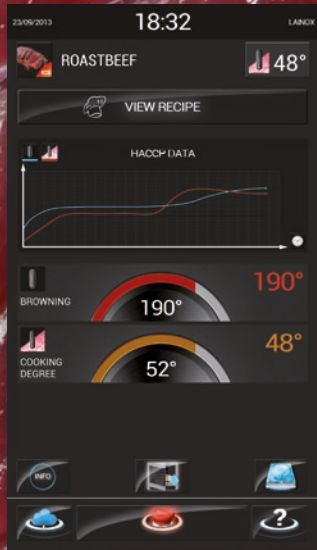 23/09/2013 18:32 LAINOX
ROASTBEEF 48°
VIEW RECIPE
HACCP DATA
BROWNING
190°
190°
COOKING
DEGREE
52°
48°
INFO
?